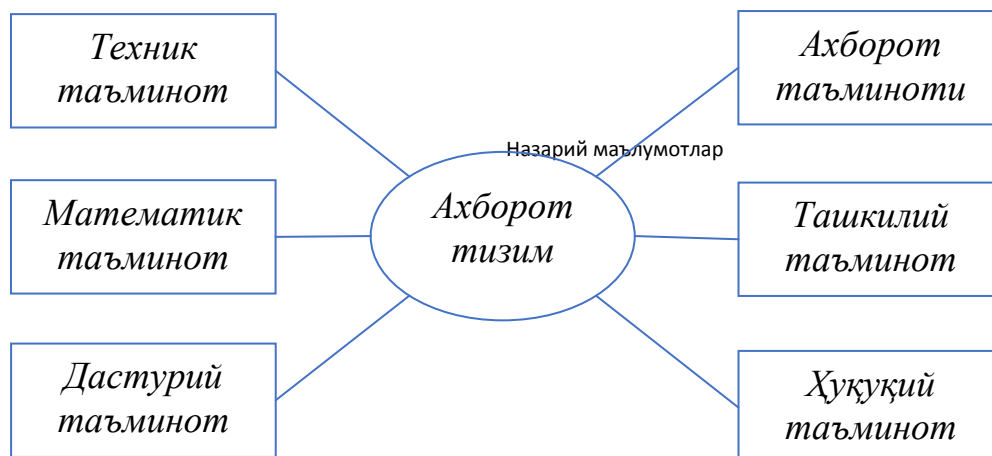 Техник
таъминот
Ахборот
таъминоти
Назарий маълумотлар
Математик
таъминот
Ахборот
тизим
Ташкилий
таъминот
Дастурий
таъминот
Ҳуқуқий
таъминот